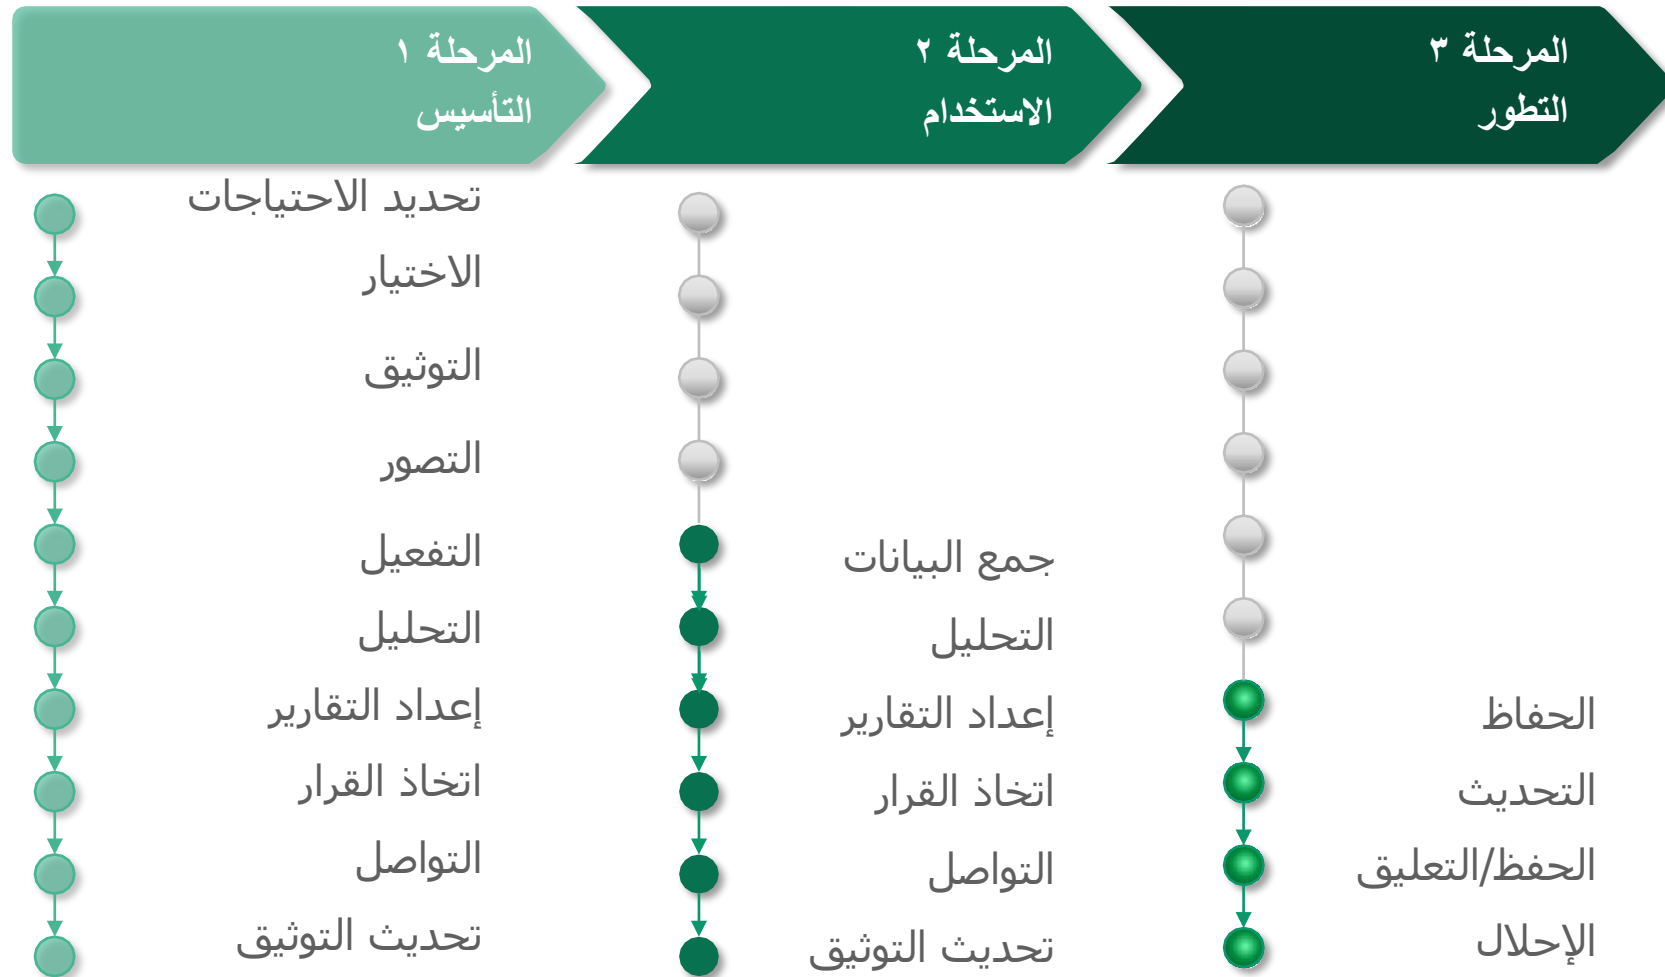 المرحلة ١
التأسيس
تحديد الاحتياجات
الاختيار
التوثيق
التصور
التفعيل
التحليل
إعداد التقارير
اتخاذ القرار
التواصل
تحديث التوثيق
المرحلة ٢
الاستخدام
جمع البيانات
التحليل
إعداد التقارير
اتخاذ القرار
التواصل
تحديث التوثيق
المرحلة ٣
التطور
الحفاظ
التحديث
الحفظ/التعليق
الإحلال